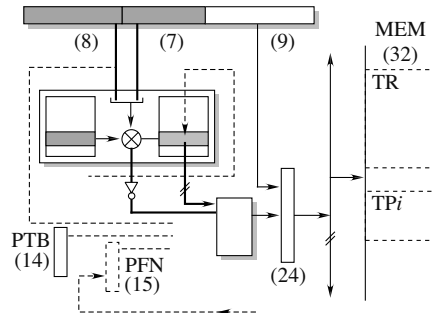 (8) (7) (9)
MEM
(32)
TR
TPi
PTB
(14)
PFN
(15)
(24)